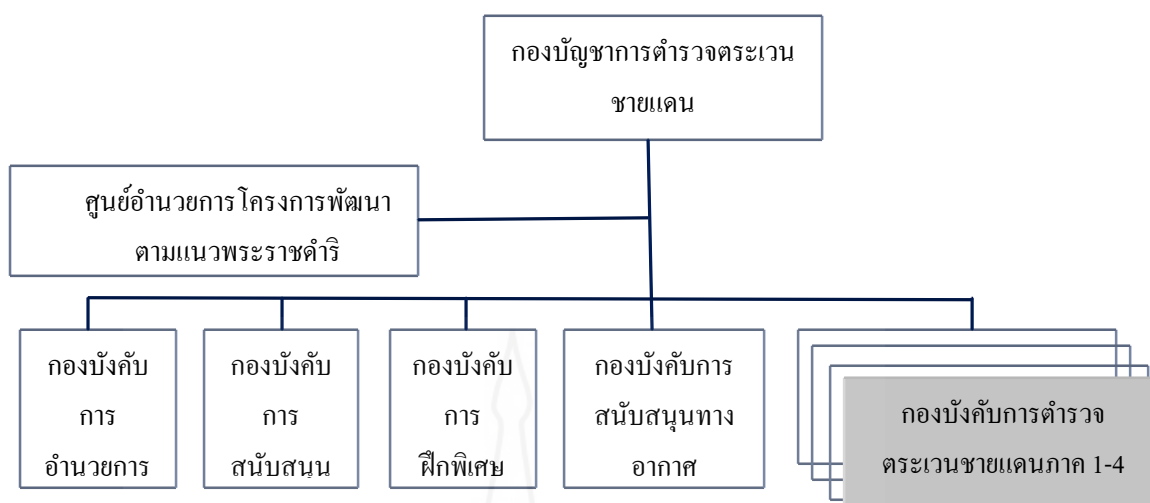 กองบัญชาการตำรวจตระเวน
ชายแดน
ศูนย์อำนวยการโครงการพัฒนา
ตามแนวพระราชดำริ
กองบังคับ
การ
อำนวยการ
กองบังคับ
การ
สนับสนุน
กองบังคับ
การ
ฝึกพิเศษ
กองบังคับการ
สนับสนุนทาง
อากาศ
กองบังคับการตำรวจ
ตระเวนชายแดนภาค 1-4